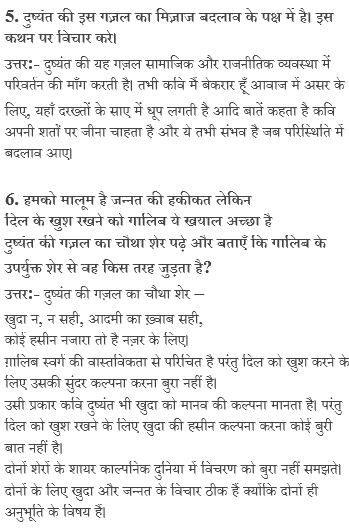 5. दुष्यंत की इस गज़ल का मिज़ाज बदलाव के पक्ष में है। इस
कथन पर विचार करे।
उत्तर:- दुष्यंत की यह गज़ल सामाजिक और राजनीतिक व्यवस्था में
परिवर्तन की माँग करती है। तभी कवि मैं बेकरार हूँ आवाज में असर के
लिए, यहाँ दरख्तों के साए में धूप लगती है आदि बातें कहता है कवि
अपनी शर्तों पर जीना चाहता है और ये तभी संभव है जब परिस्थिति में
बदलाव आए।
6. हमको मालूम है जन्नत की हकीकत लेकिन
दिल के खुश रखने को गालिब ये खयाल अच्छा है
दुष्यंत की गज़ल का चौथा शेर पढ़े और बताएँ कि गालिब के
उपर्युक्त शेर से वह किस तरह जुड़ता है?
उत्तर:- दुष्यंत की गज़ल का चौथा शेर –
खुदा न, न सही, आदमी का ख़्वाब सही,
कोई हसीन नजारा तो है नज़र के लिए।
ग़ालिब स्वर्ग की वास्तविकता से परिचित है परंतु दिल को खुश करने के
लिए उसकी सुंदर कल्पना करना बुरा नहीं है।
उसी प्रकार कवि दुष्यंत भी खुदा को मानव की कल्पना मानता है। परंतु
दिल को खुश रखने के लिए खुदा की हसीन कल्पना करना कोई बुरी
बात नहीं है।
दोनों शेरों के शायर काल्पनिक दुनिया में विचरण को बुरा नहीं समझते।
दोनों के लिए खुदा और जन्नत के विचार ठीक हैं क्योंकि दोनों ही
अनुभूति के विषय हैं।